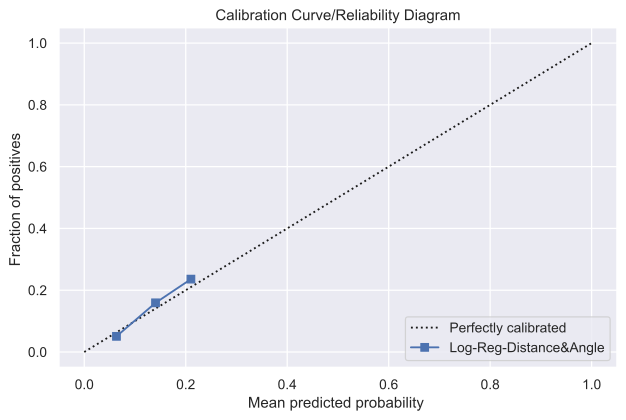 Calibration Curve/Reliability Diagram
1.0
0.8
0.6
0.4
0.2
0.0
Fraction of positives
Perfectly calibrated
Log-Reg-Distance&Angle
0.0 0.2 0.4 0.6 0.8 1.0
Mean predicted probability